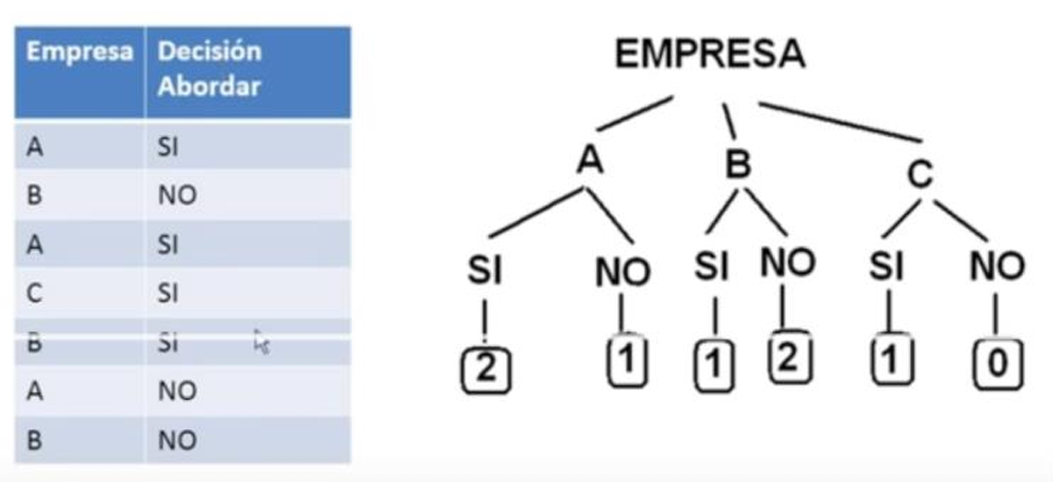 Empresa Decisión Abordar
A SI
B NO
A SI
C SI
B SI
A NO
B NO
EMPRESA
A B C
SI NO SI NO SI NO
2 1 1 2 1 0